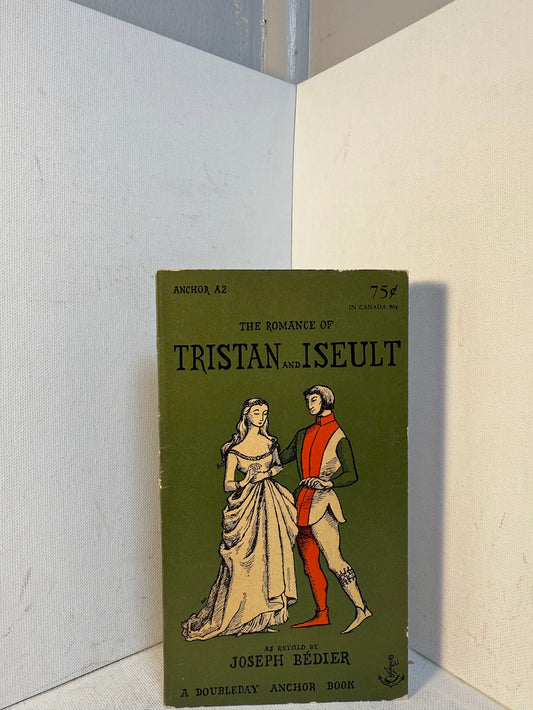 ANCHOR A2
75¢
IN CANADA 90¢
THE ROMANCE OF
TRISTAN AND ISEULT
AS RETOLD BY
JOSEPH BÉDIER
A DOUBLEDAY ANCHOR BOOK